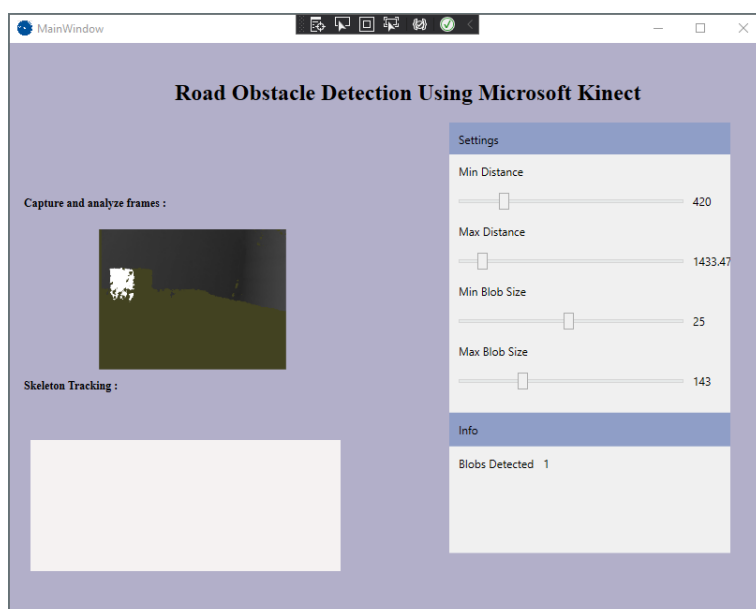 MainWindow
Road Obstacle Detection Using Microsoft Kinect
Settings
Min Distance
420
Capture and analyze frames :
Max Distance
1433.47
Min Blob Size
25
Max Blob Size
143
Skeleton Tracking :
Info
Blobs Detected 1